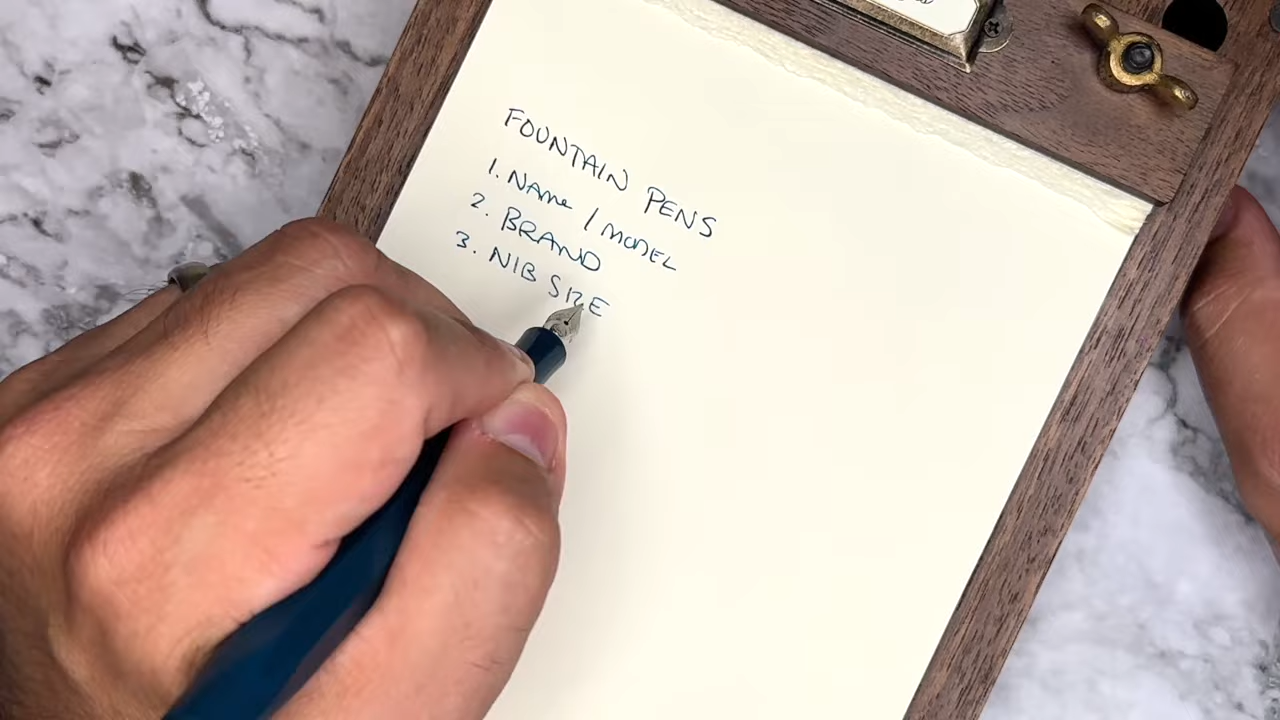 FOUNTAIN PENS
1. NAMe / MODEL
2. BRAND
3. NIB SIZE